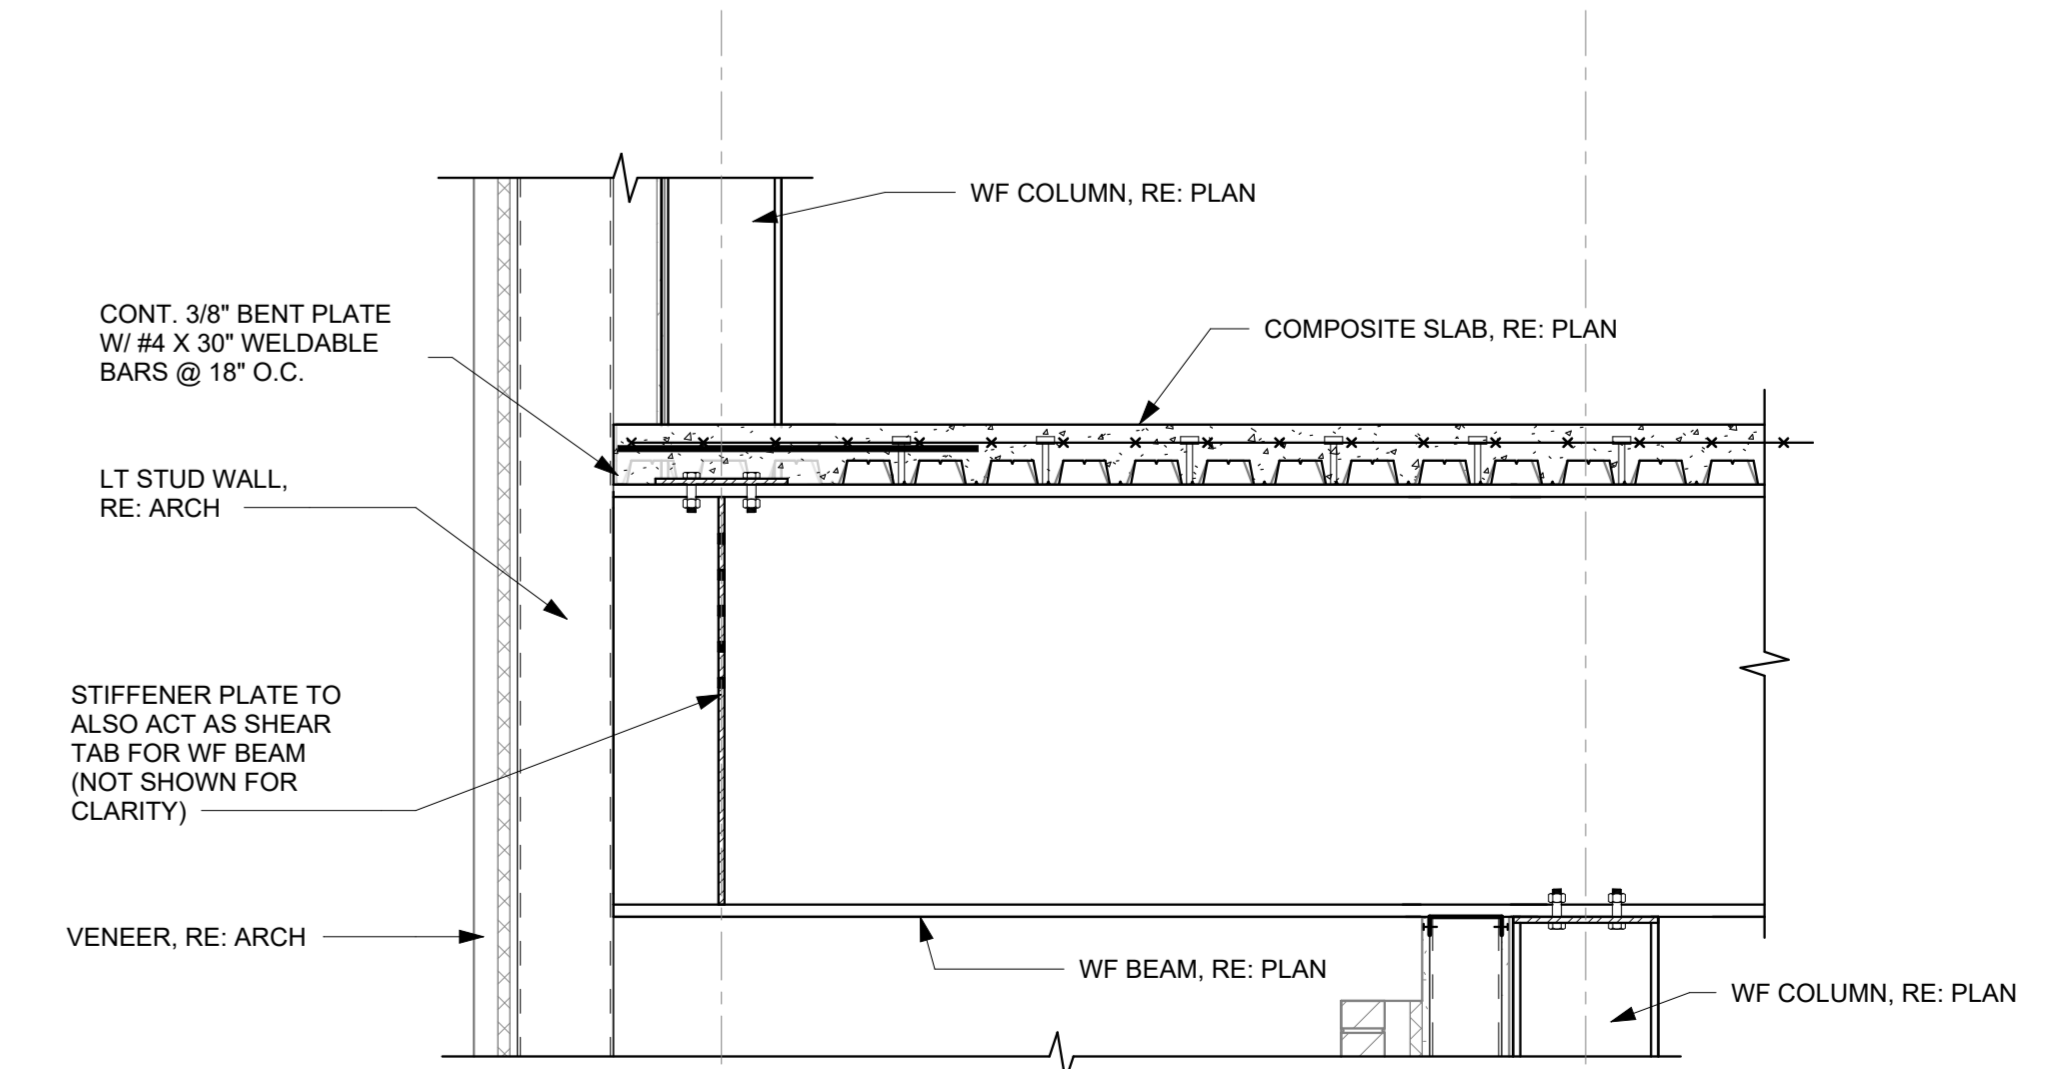 WF COLUMN, RE: PLAN
CONT. 3/8" BENT PLATE
W/ #4 X 30" WELDABLE
BARS @ 18" O.C.
COMPOSITE SLAB, RE: PLAN
LT STUD WALL,
RE: ARCH
STIFFENER PLATE TO
ALSO ACT AS SHEAR
TAB FOR WF BEAM
(NOT SHOWN FOR
CLARITY)
VENEER, RE: ARCH
WF BEAM, RE: PLAN
WF COLUMN, RE: PLAN